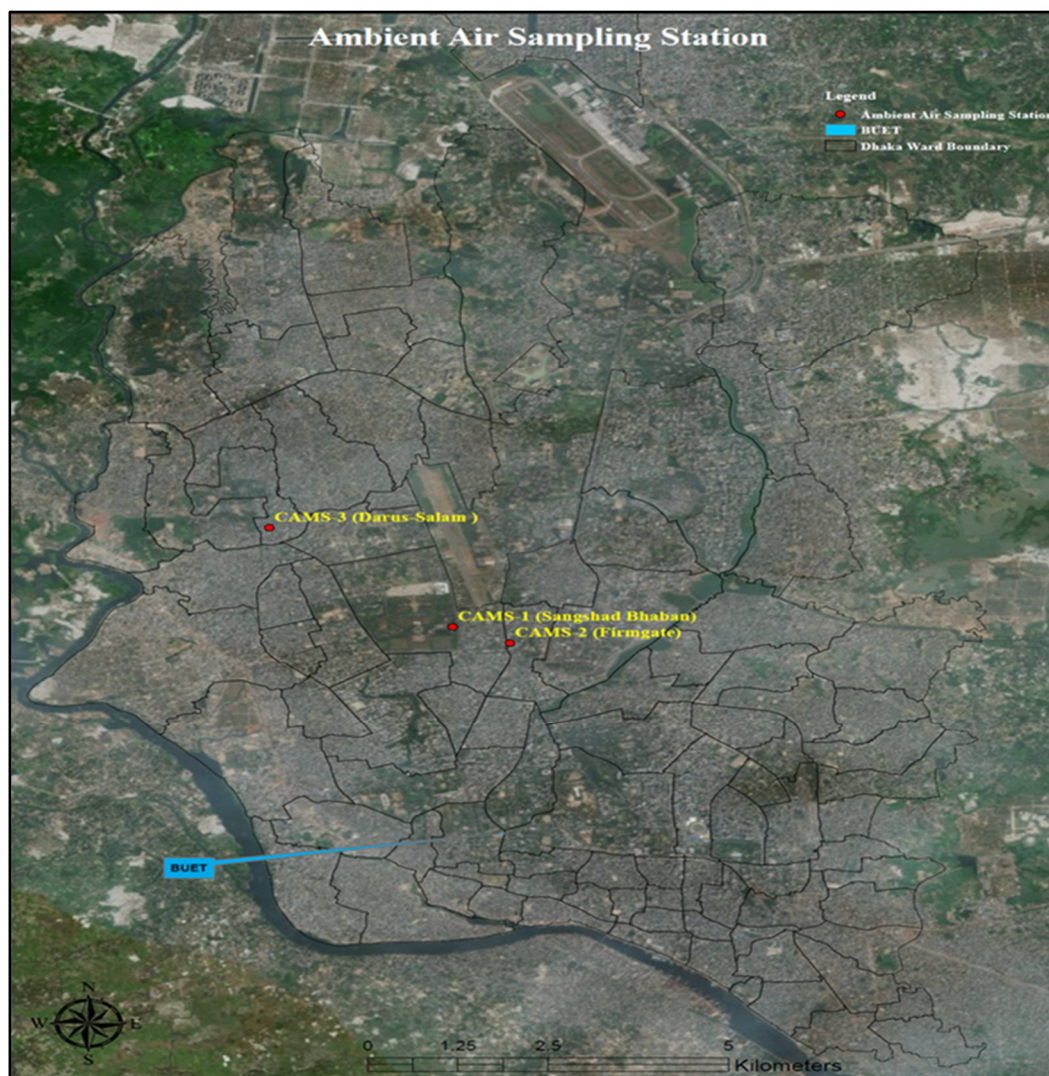 Ambient Air Sampling Station
Legend
Ambient Air Sampling Station
BUET
Dhaka Ward Boundary
CAMS-3 (Darus-Salam )
CAMS-1 (Sangshad Bhaban)
CAMS-2 (Firmgate)
BUET
N
W E
S
0 1.25 2.5 5
Kilometers